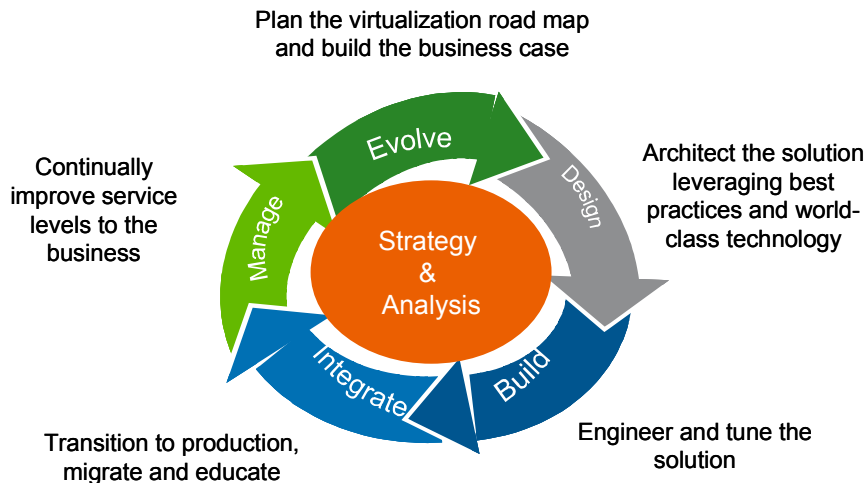 Plan the virtualization road map
and build the business case
Evolve
Design
Architect the solution
leveraging best
practices and world-
class technology
Continually
improve service
levels to the
business
Manage
Strategy
&
Analysis
Integrate
Build
Transition to production,
migrate and educate
Engineer and tune the
solution